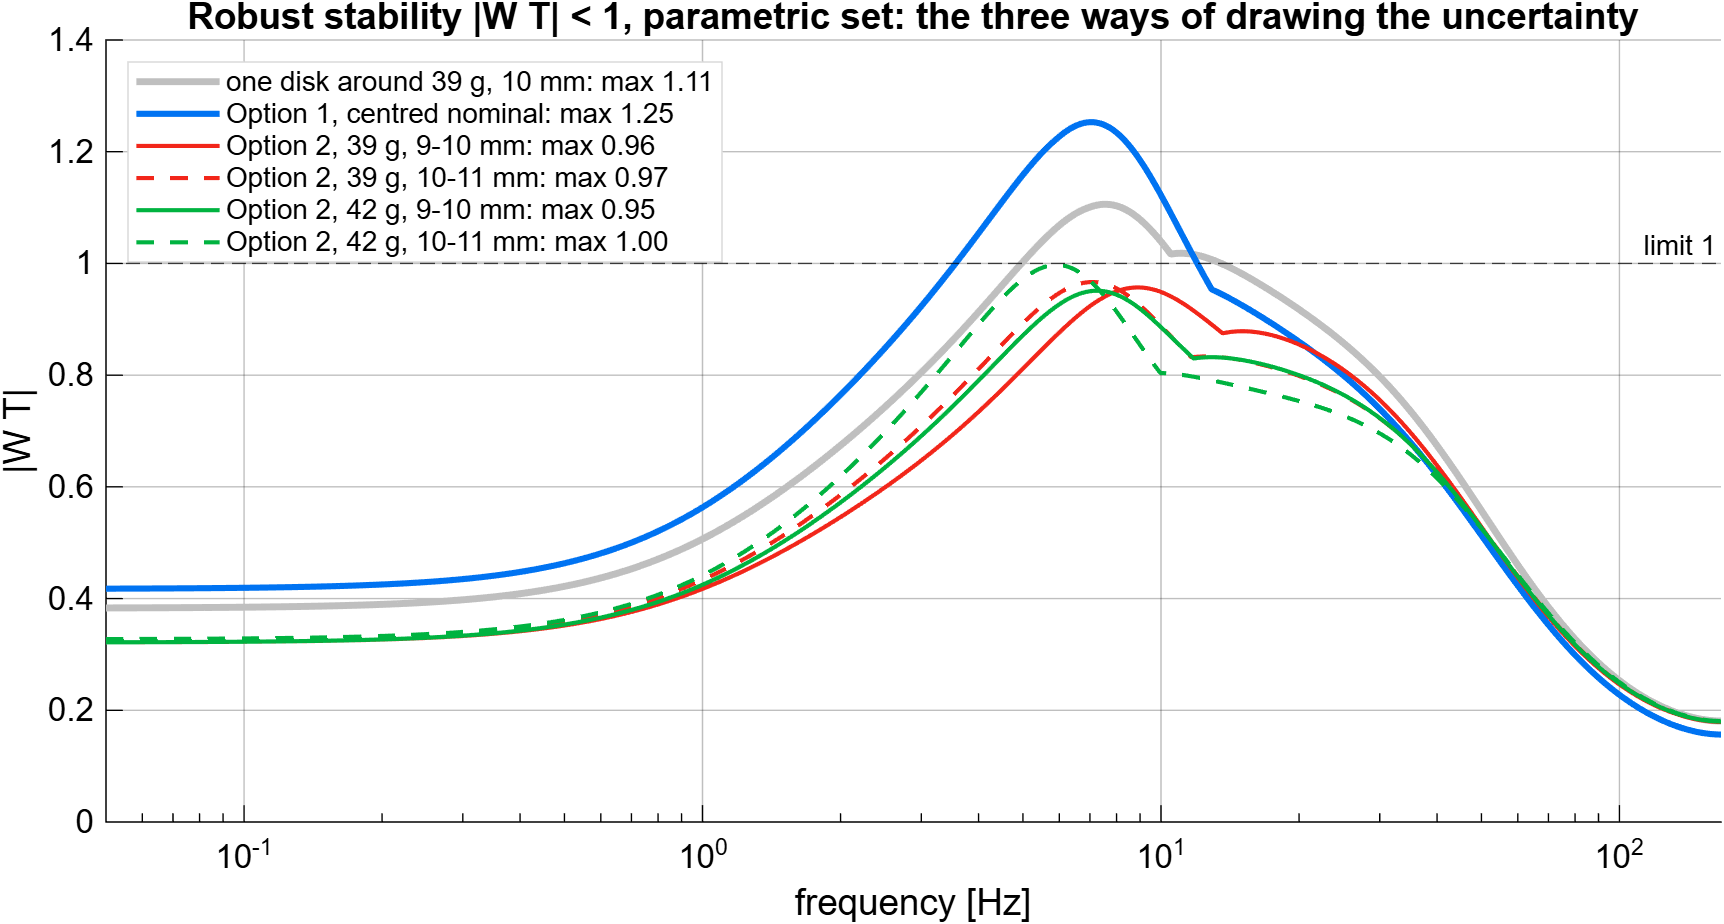 Robust stability |W T| < 1, parametric set: the three ways of drawing the uncertainty
1.4
1.2
1
0.8
0.6
0.4
0.2
0
|W T|
one disk around 39 g, 10 mm: max 1.11
Option 1, centred nominal: max 1.25
Option 2, 39 g, 9-10 mm: max 0.96
Option 2, 39 g, 10-11 mm: max 0.97
Option 2, 42 g, 9-10 mm: max 0.95
Option 2, 42 g, 10-11 mm: max 1.00
limit 1
10⁻¹ 10⁰ 10¹ 10²
frequency [Hz]